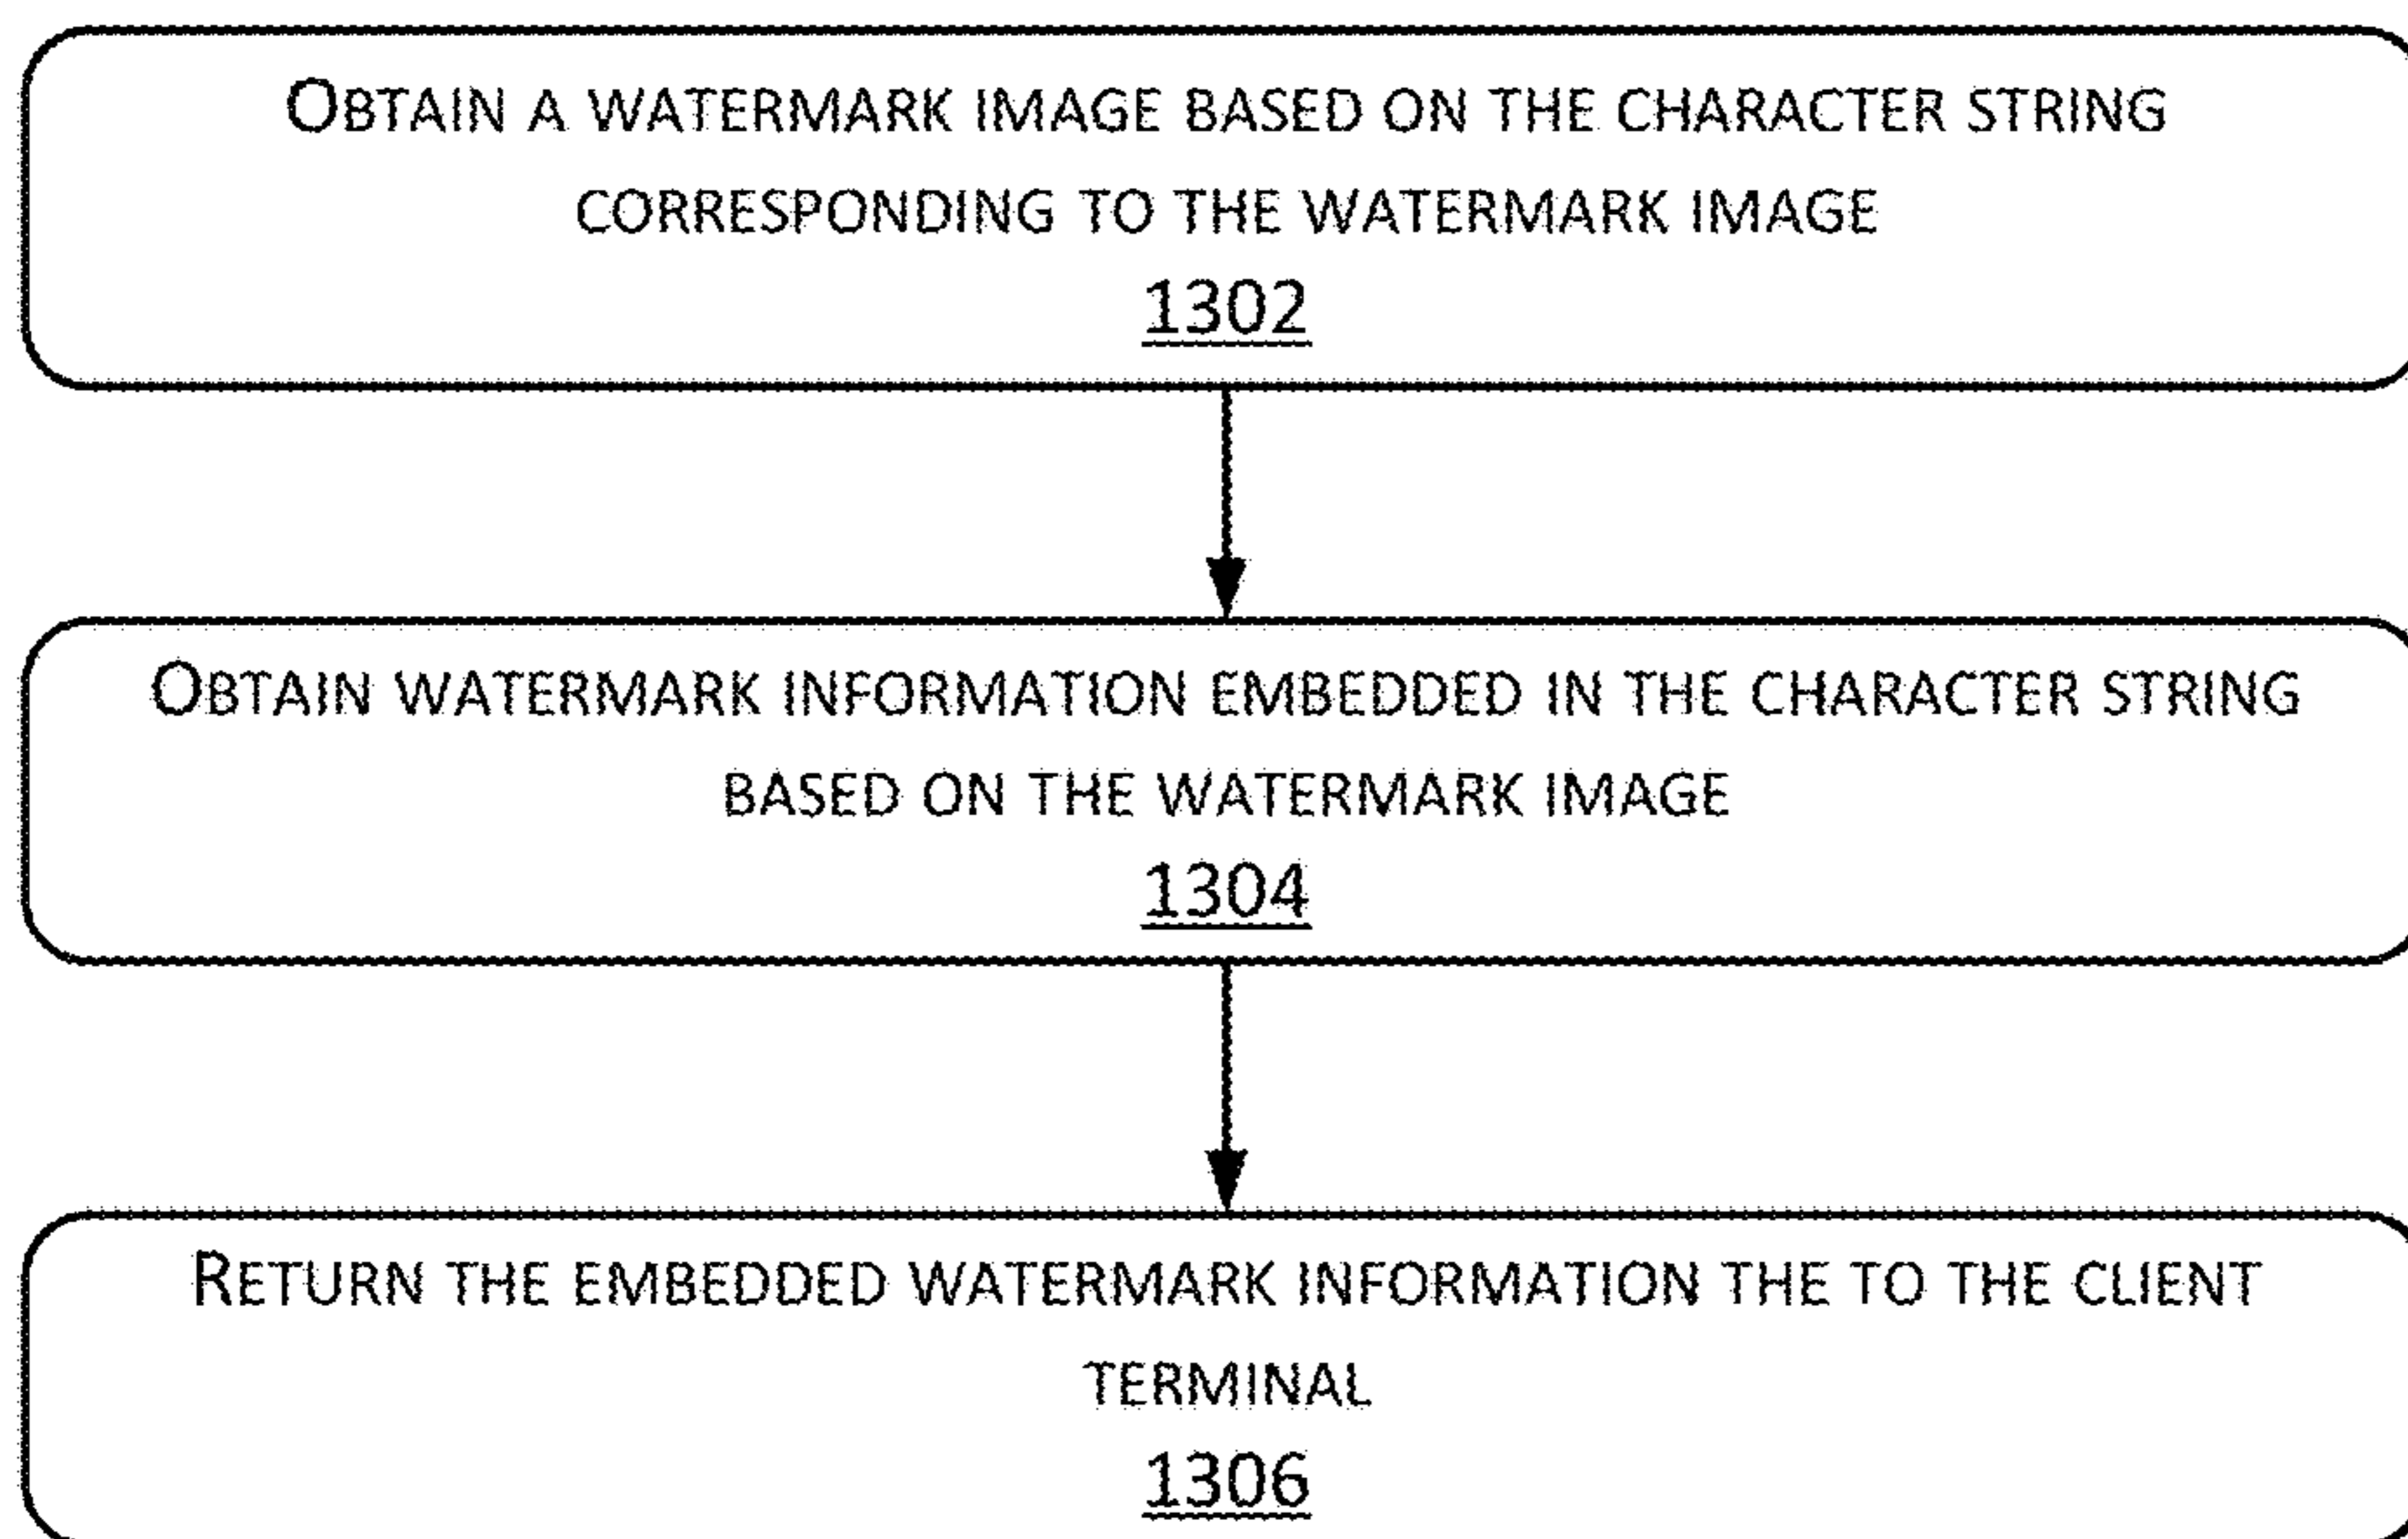 OBTAIN A WATERMARK IMAGE BASED ON THE CHARACTER STRING
CORRESPONDING TO THE WATERMARK IMAGE
1302
OBTAIN WATERMARK INFORMATION EMBEDDED IN THE CHARACTER STRING
BASED ON THE WATERMARK IMAGE
1304
RETURN THE EMBEDDED WATERMARK INFORMATION THE TO THE CLIENT
TERMINAL
1306